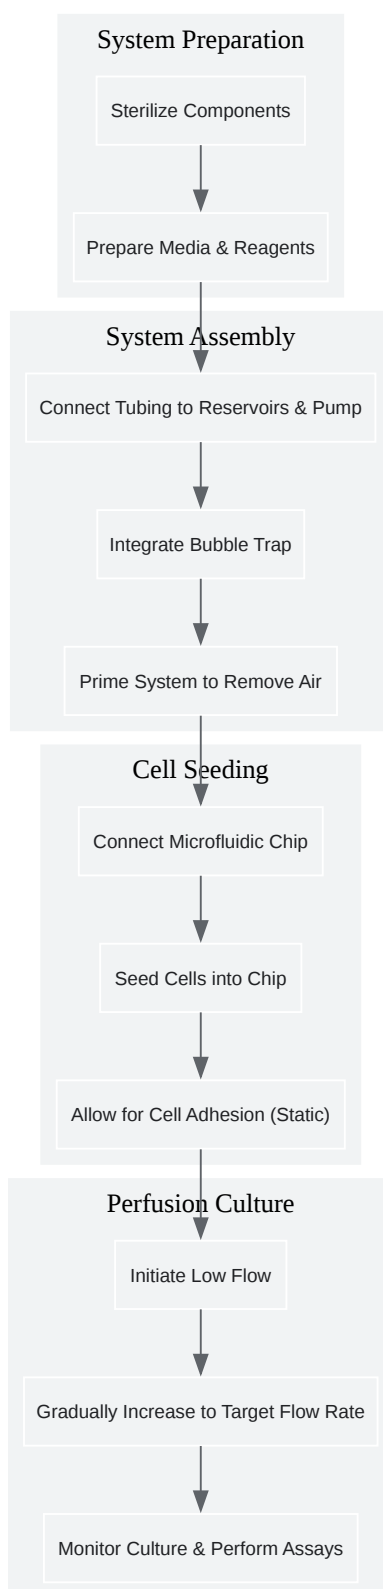 System Preparation
Sterilize Components
Prepare Media & Reagents
System Assembly
Connect Tubing to Reservoirs & Pump
Integrate Bubble Trap
Prime System to Remove Air
Cell Seeding
Connect Microfluidic Chip
Seed Cells into Chip
Allow for Cell Adhesion (Static)
Perfusion Culture
Initiate Low Flow
Gradually Increase to Target Flow Rate
Monitor Culture & Perform Assays